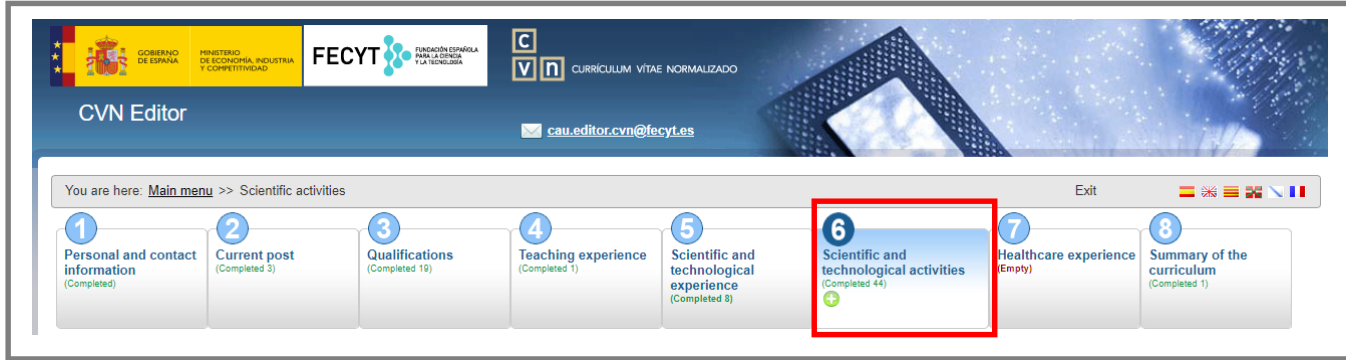 GOBIERNO
DE ESPAÑA
MINISTERIO
DE ECONOMÍA, INDUSTRIA
Y COMPETITIVIDAD
FECYT
FUNDACIÓN ESPAÑOLA
PARA LA CIENCIA
Y LA TECNOLOGÍA
C
V n
CURRÍCULUM VÍTAE NORMALIZADO
CVN Editor
cau.editor.cvn@fecyt.es
You are here: Main menu >> Scientific activities
Exit
1
Personal and contact
information
(Completed)
2
Current post
(Completed 3)
3
Qualifications
(Completed 19)
4
Teaching experience
(Completed 1)
5
Scientific and
technological
experience
(Completed 8)
6
Scientific and
technological activities
(Completed 44)
7
Healthcare experience
(Empty)
8
Summary of the
curriculum
(Completed 1)